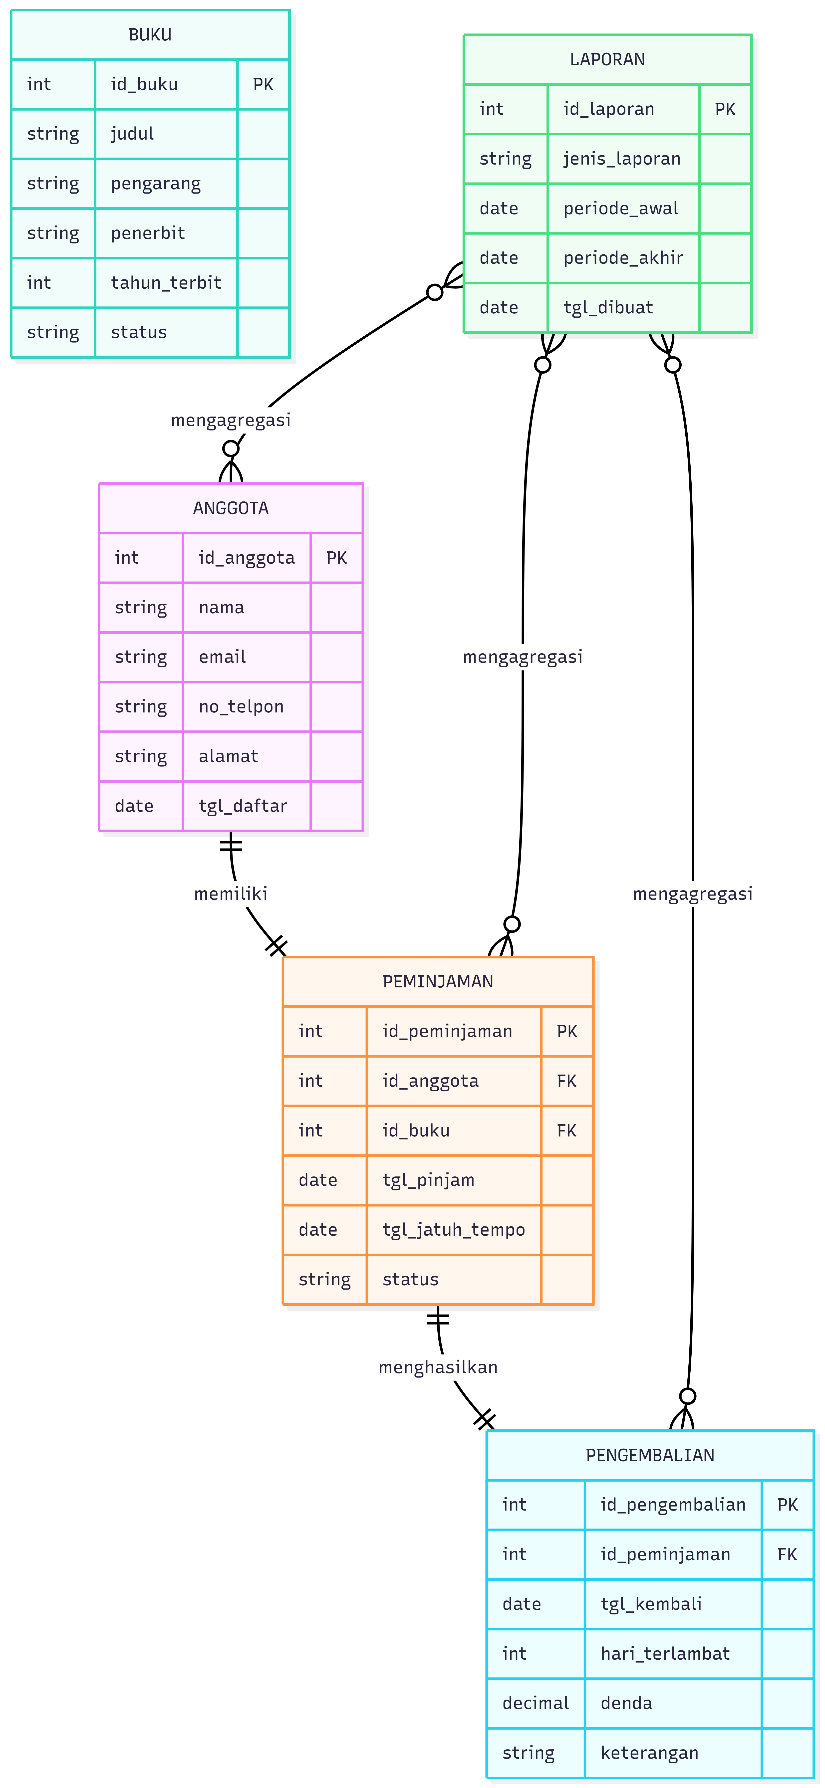 BUKU
int id_buku PK
string judul
string pengarang
string penerbit
int tahun_terbit
string status
LAPORAN
int id_laporan PK
string jenis_laporan
date periode_awal
date periode_akhir
date tgl_dibuat
mengagregasi
ANGGOTA
int id_anggota PK
string nama
string email
string no_telpon
string alamat
date tgl_daftar
mengagregasi
memiliki
mengagregasi
PEMINJAMAN
int id_peminjaman PK
int id_anggota FK
int id_buku FK
date tgl_pinjam
date tgl_jatuh_tempo
string status
menghasilkan
PENGEMBALIAN
int id_pengembalian PK
int id_peminjaman FK
date tgl_kembali
int hari_terlambat
decimal denda
string keterangan